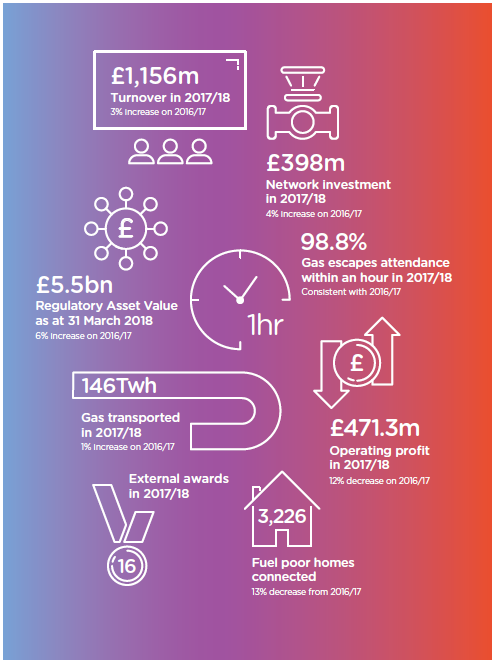 £1,156m
Turnover in 2017/18
3% increase on 2016/17
£398m
Network investment
in 2017/18
4% increase on 2016/17
£
£5.5bn
Regulatory Asset Value
as at 31 March 2018
6% increase on 2016/17
98.8%
Gas escapes attendance
within an hour in 2017/18
Consistent with 2016/17
1hr
146Twh
Gas transported
in 2017/18
1% increase on 2016/17
£
£471.3m
Operating profit
in 2017/18
12% decrease on 2016/17
External awards
in 2017/18
16
3,226
Fuel poor homes
connected
13% decrease from 2016/17